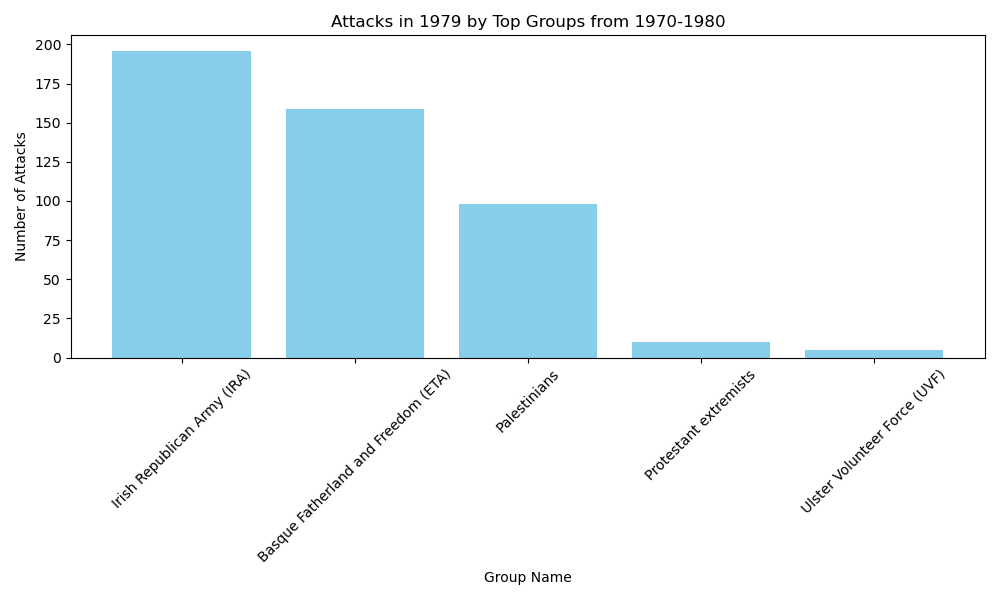 Attacks in 1979 by Top Groups from 1970-1980
Number of Attacks
200
175
150
125
100
75
50
25
0
Irish Republican Army (IRA)
Basque Fatherland and Freedom (ETA)
Palestinians
Protestant extremists
Ulster Volunteer Force (UVF)
Group Name